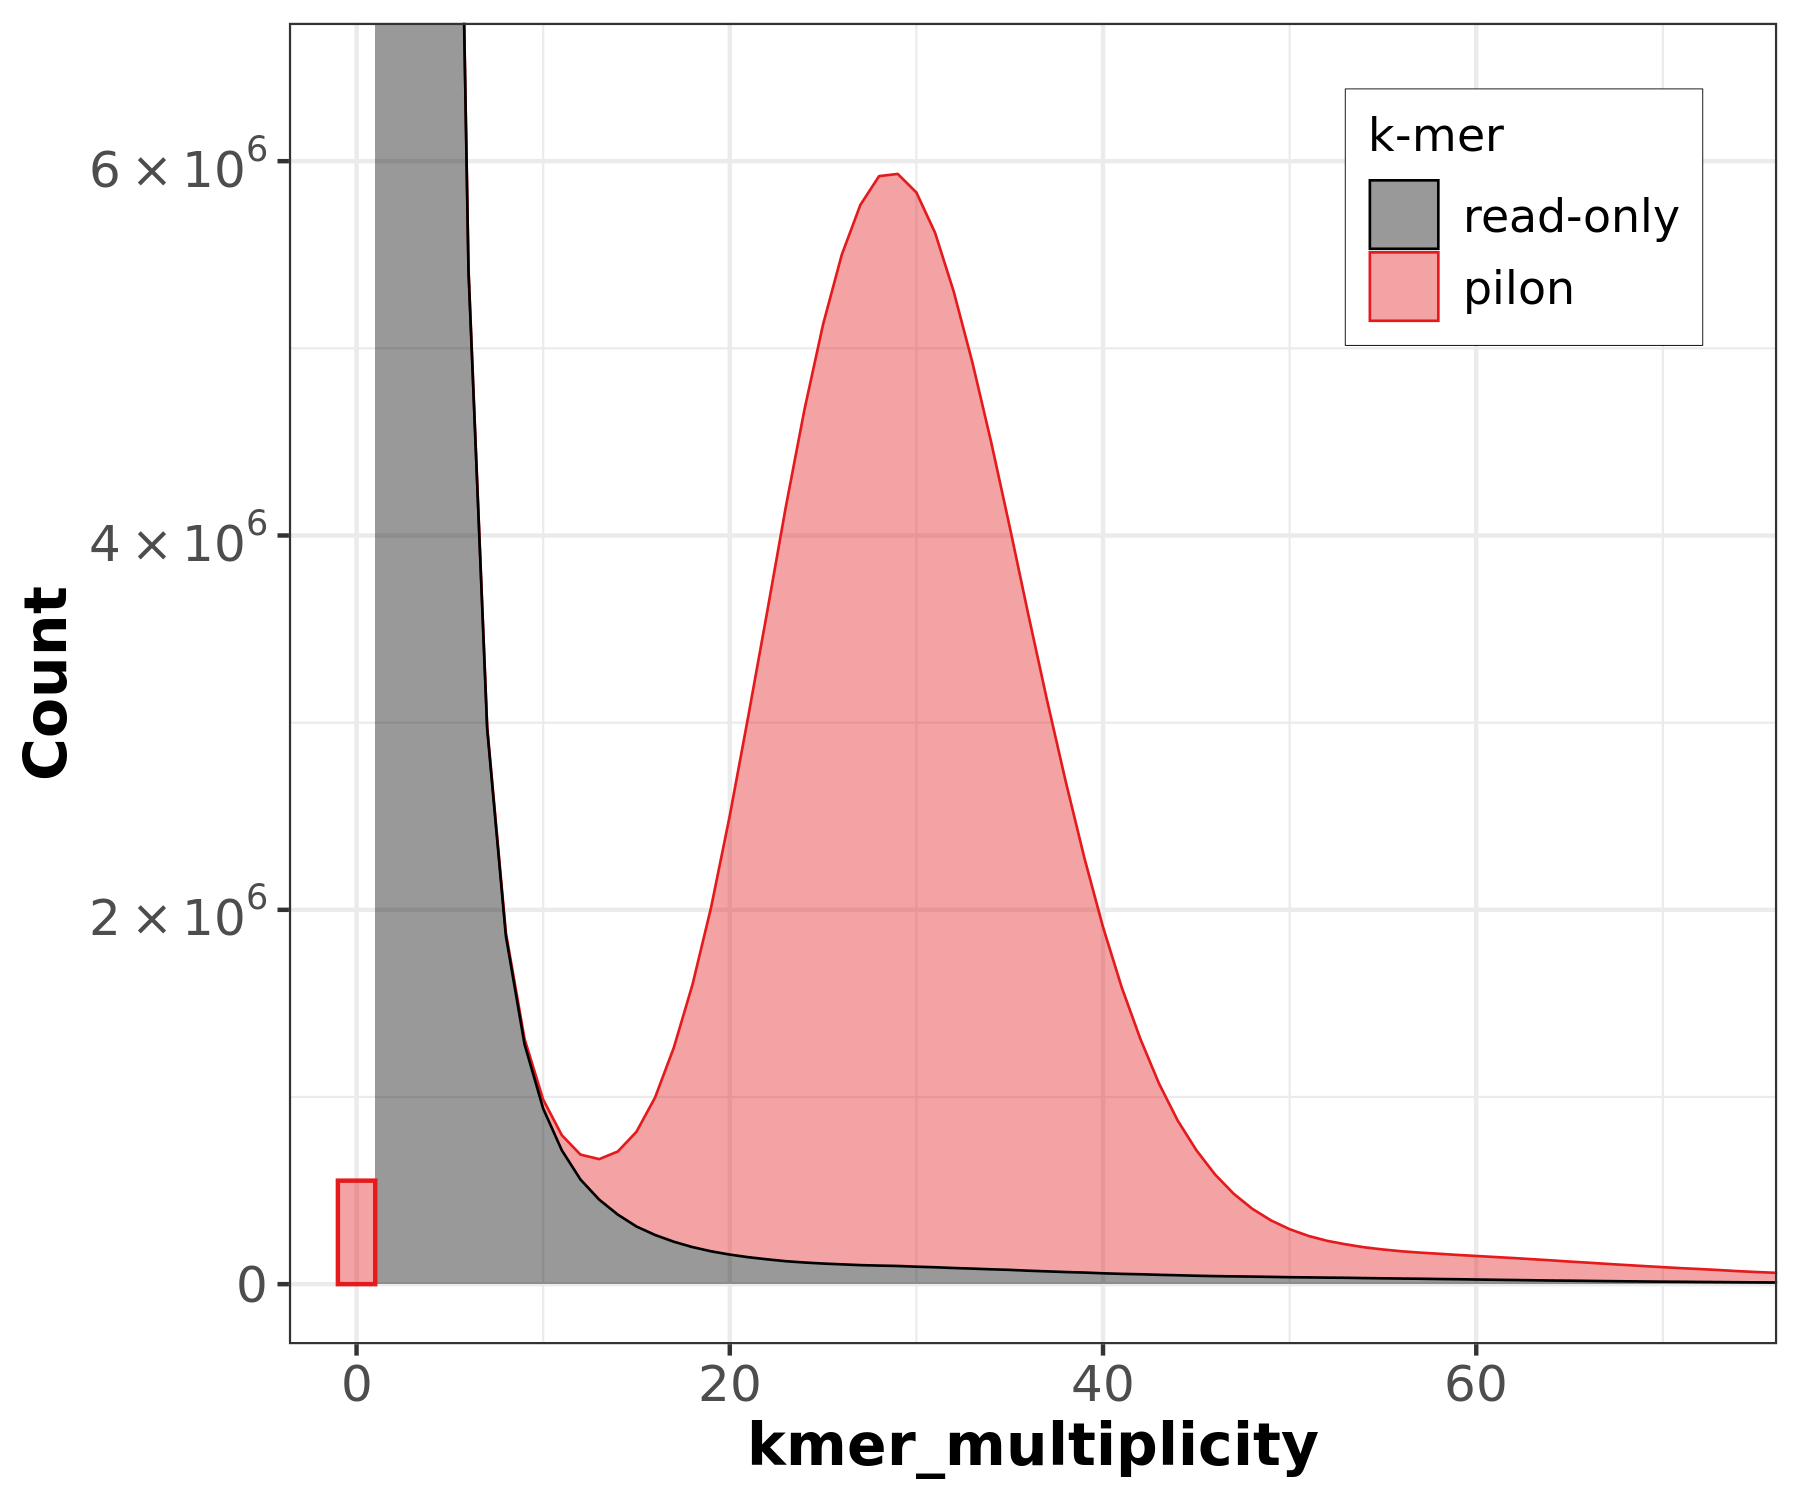 k-mer
read-only
pilon
6 × 10⁶
4 × 10⁶
2 × 10⁶
0
Count
0 20 40 60
kmer_multiplicity